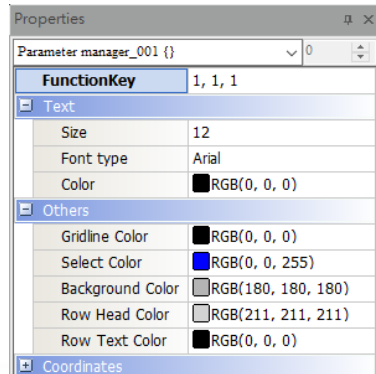 Properties
Parameter manager_001 {} 0
FunctionKey 1, 1, 1
Text
Size 12
Font type Arial
Color RGB(0, 0, 0)
Others
Gridline Color RGB(0, 0, 0)
Select Color RGB(0, 0, 255)
Background Color RGB(180, 180, 180)
Row Head Color RGB(211, 211, 211)
Row Text Color RGB(0, 0, 0)
Coordinates